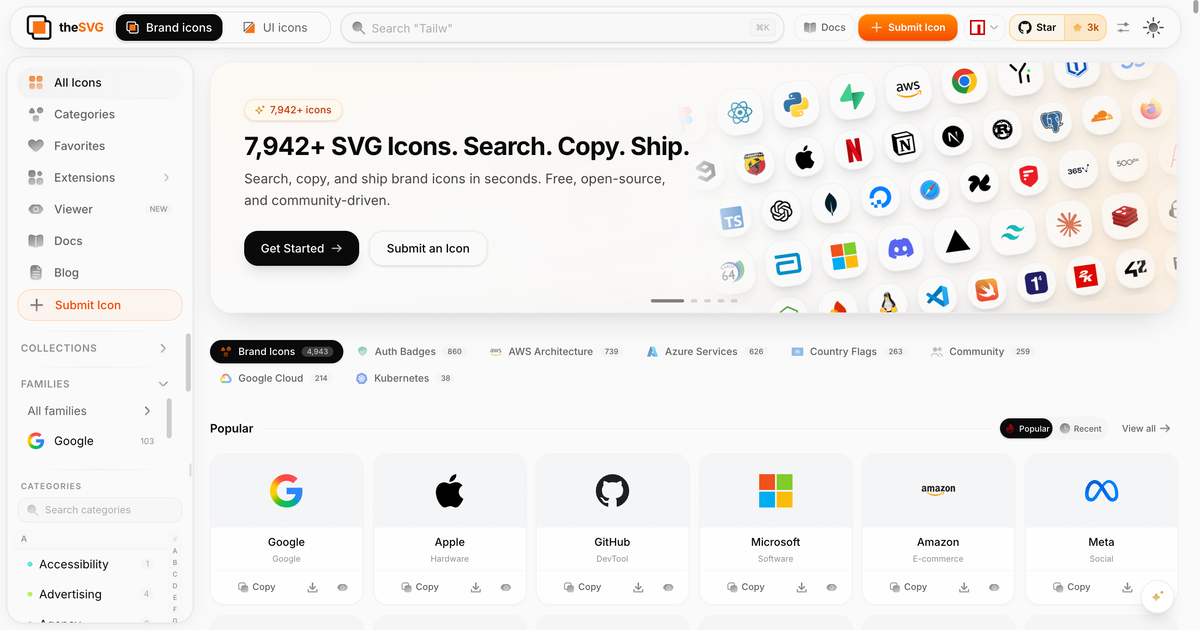 theSVG
Brand icons
UI icons
Search "Tailw"
⌘K
Docs
Submit Icon
Star
3k
All Icons
Categories
Favorites
Extensions
Viewer
NEW
Docs
Blog
Submit Icon
COLLECTIONS
FAMILIES
All families
Google
103
CATEGORIES
Search categories
A
Accessibility
1
Advertising
4
#
A
B
C
D
E
F
G
7,942+ icons
7,942+ SVG Icons. Search. Copy. Ship.
Search, copy, and ship brand icons in seconds. Free, open-source,
and community-driven.
Get Started →
Submit an Icon
aws
365
500
TS
64
42
2K
Brand Icons 4,943
Auth Badges 860
aws AWS Architecture 739
Azure Services 626
Country Flags 263
Community 259
Google Cloud 214
Kubernetes 38
Popular
Popular
Recent
View all →
amazon
Google
Google
Copy
Apple
Hardware
Copy
GitHub
DevTool
Copy
Microsoft
Software
Copy
Amazon
E-commerce
Copy
Meta
Social
Copy